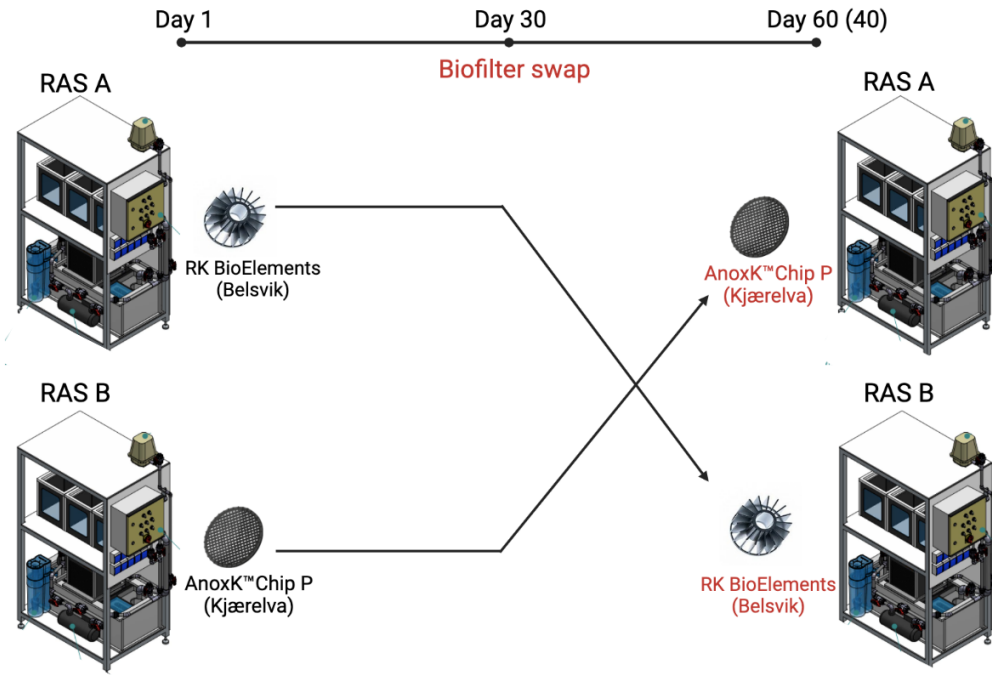 Day 1
Day 30
Day 60 (40)
Biofilter swap
RAS A
RAS A
RK BioElements
(Belsvik)
AnoxK™Chip P
(Kjærelva)
RAS B
RAS B
AnoxK™Chip P
(Kjærelva)
RK BioElements
(Belsvik)